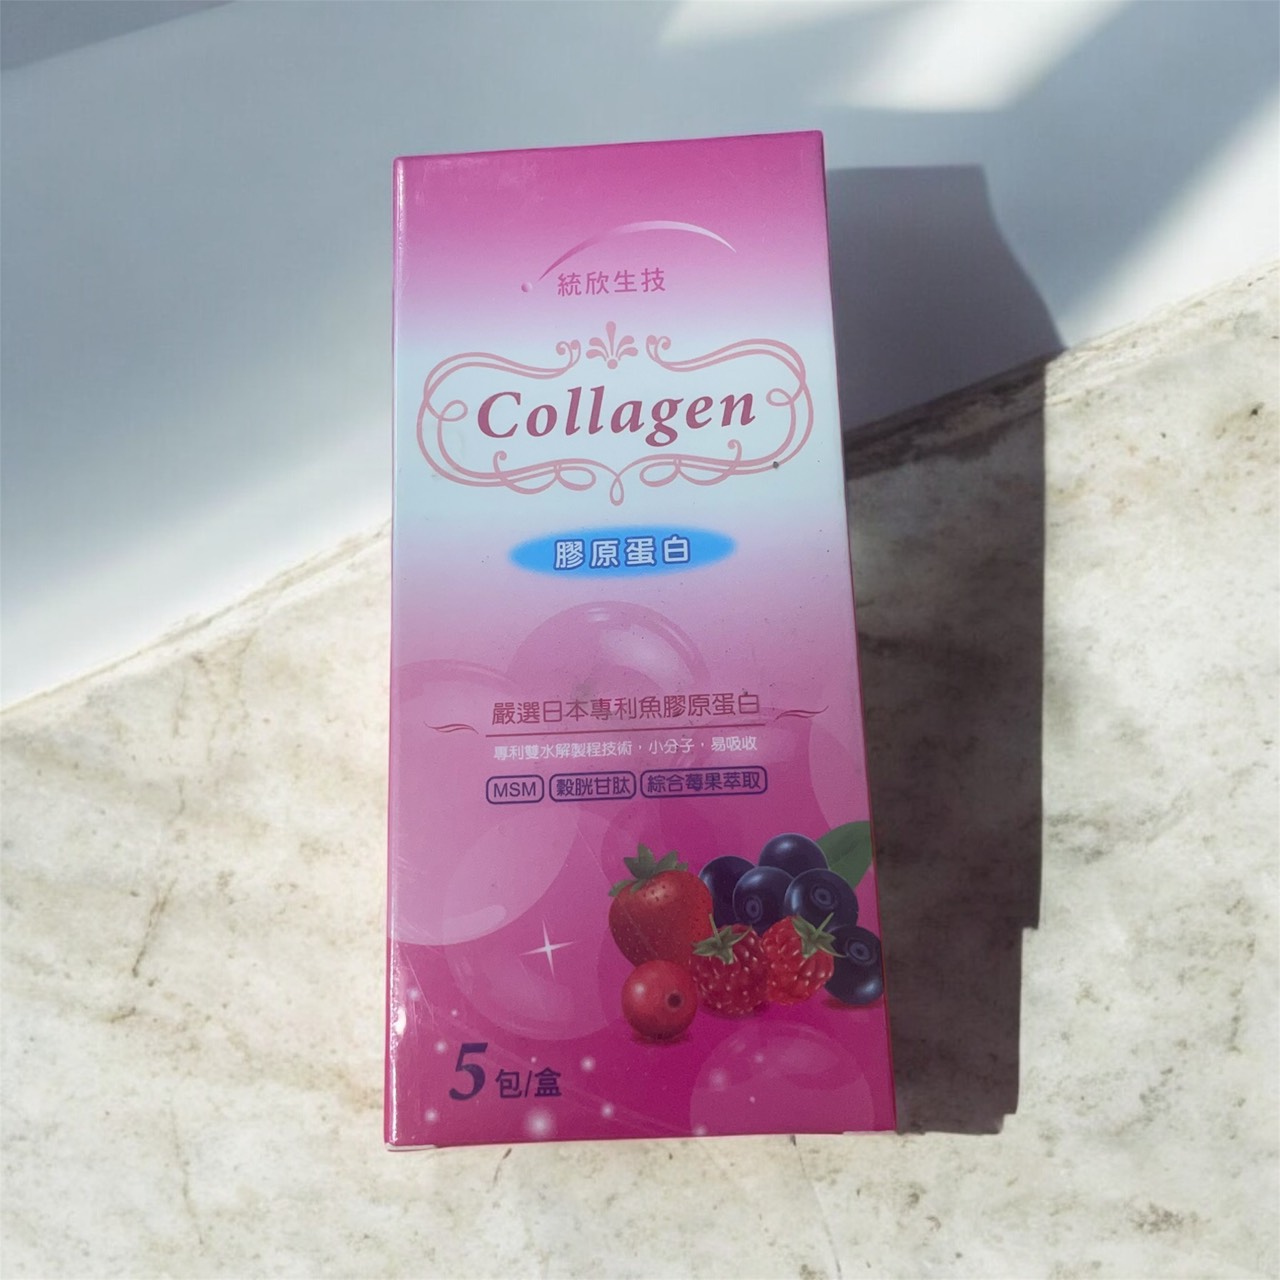 統欣生技
Collagen
膠原蛋白
嚴選日本專利魚膠原蛋白
專利雙水解製程技術，小分子，易吸收
MSM 穀胱甘肽 綜合莓果萃取
5包/盒